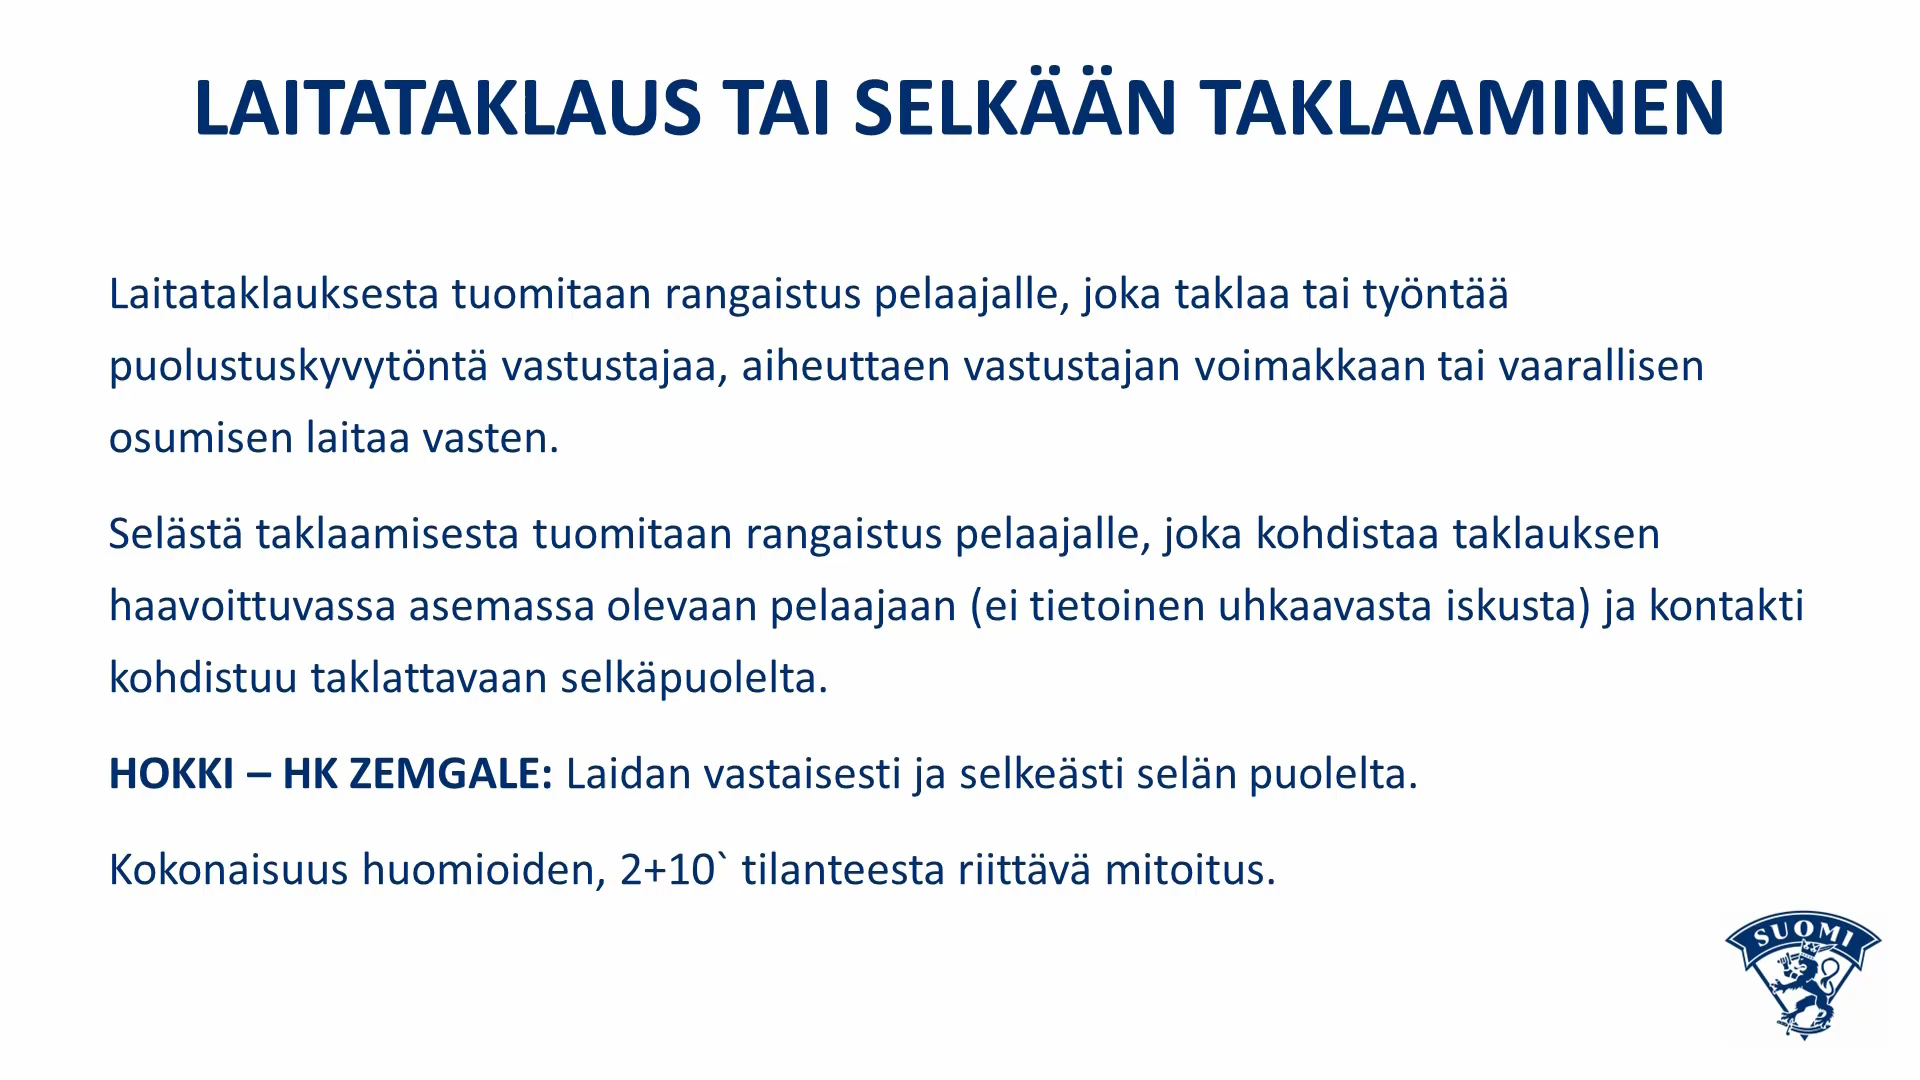 LAITATAKLAUS TAI SELKÄÄN TAKLAAMINEN
Laitataklauksesta tuomitaan rangaistus pelaajalle, joka taklaa tai työntää
puolustuskyvytöntä vastustajaa, aiheuttaen vastustajan voimakkaan tai vaarallisen
osumisen laitaa vasten.
Selästä taklaamisesta tuomitaan rangaistus pelaajalle, joka kohdistaa taklauksen
haavoittuvassa asemassa olevaan pelaajaan (ei tietoinen uhkaavasta iskusta) ja kontakti
kohdistuu taklattavaan selkäpuolelta.
HOKKI – HK ZEMGALE: Laidan vastaisesti ja selkeästi selän puolelta.
Kokonaisuus huomioiden, 2+10` tilanteesta riittävä mitoitus.
SUOMI